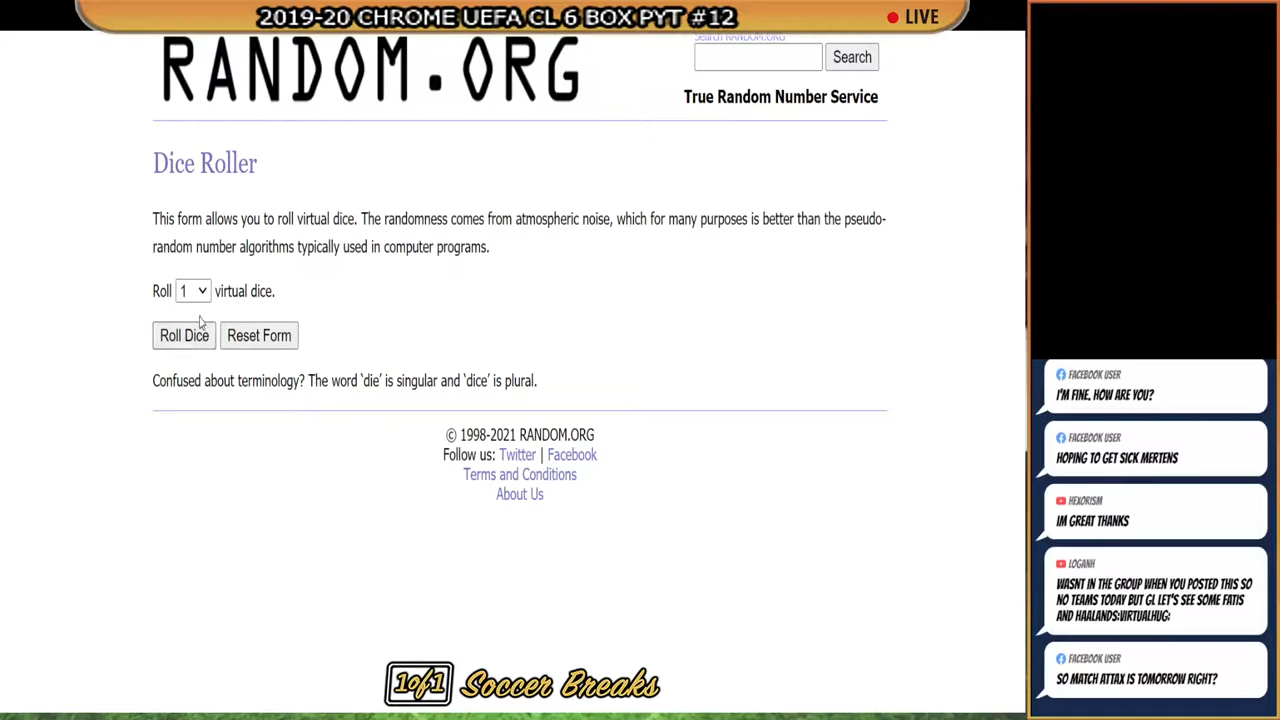 2019-20 CHROME UEFA CL 6 BOX PYT #12
LIVE
RANDOM.ORG
Search RANDOM.ORG
Search
True Random Number Service
Dice Roller
This form allows you to roll virtual dice. The randomness comes from atmospheric noise, which for many purposes is better than the pseudo-
random number algorithms typically used in computer programs.
Roll 1 virtual dice.
Roll Dice Reset Form
Confused about terminology? The word ‘die’ is singular and ‘dice’ is plural.
© 1998-2021 RANDOM.ORG
Follow us: Twitter | Facebook
Terms and Conditions
About Us
1of1 Soccer Breaks
FACEBOOK USER
I'M FINE. HOW ARE YOU?
FACEBOOK USER
HOPING TO GET SICK MERTENS
HEXORISM
IM GREAT THANKS
LOGANH
WASNT IN THE GROUP WHEN YOU POSTED THIS SO
NO TEAMS TODAY BUT GL LET'S SEE SOME FATIS
AND HAALANDS:VIRTUALHUG:
FACEBOOK USER
SO MATCH ATTAX IS TOMORROW RIGHT?